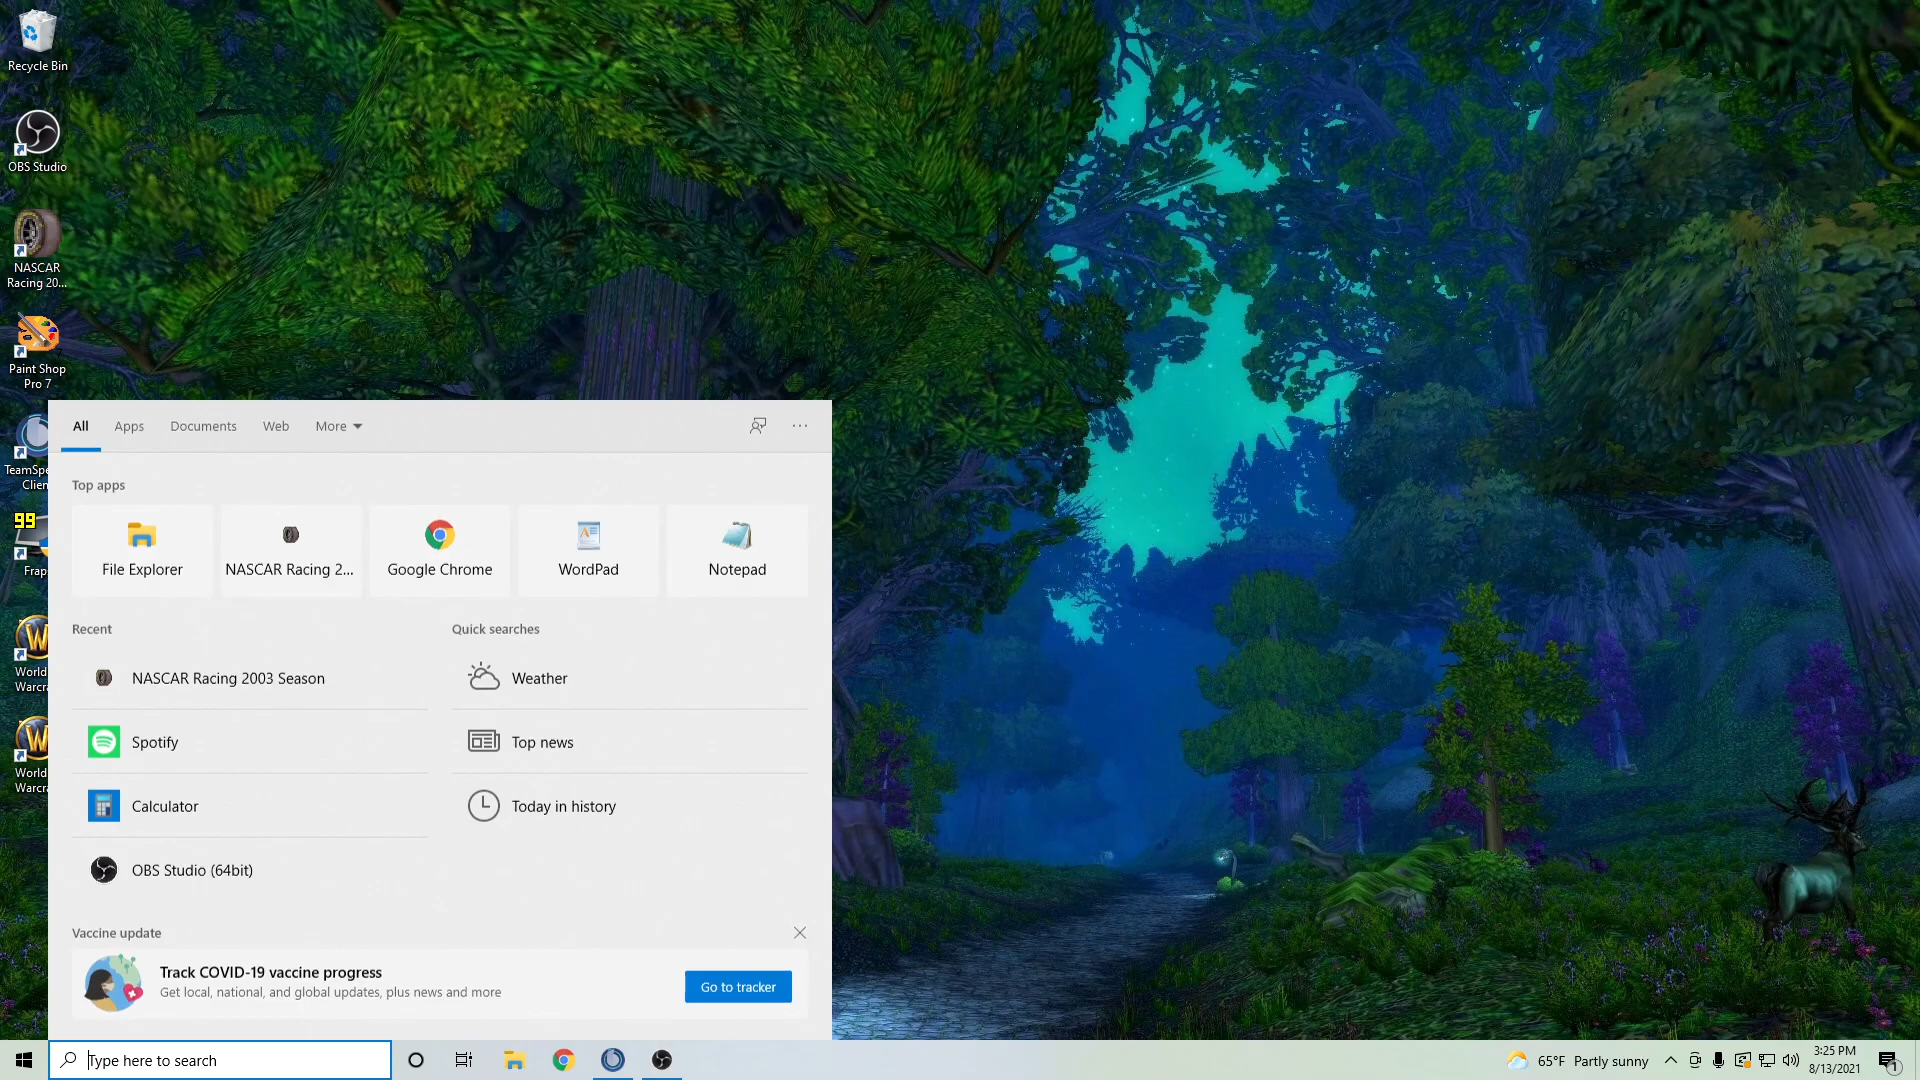 Recycle Bin
OBS Studio
NASCAR
Racing 20...
Paint Shop
Pro 7
TeamSpe
Clien
99
Frap
World
Warcr
World
Warcr
All
Apps
Documents
Web
More
Top apps
File Explorer
NASCAR Racing 2...
Google Chrome
WordPad
Notepad
Recent
NASCAR Racing 2003 Season
Spotify
Calculator
OBS Studio (64bit)
Quick searches
Weather
Top news
Today in history
Vaccine update
Track COVID-19 vaccine progress
Get local, national, and global updates, plus news and more
Go to tracker
Type here to search
65°F Partly sunny
3:25 PM
8/13/2021
1